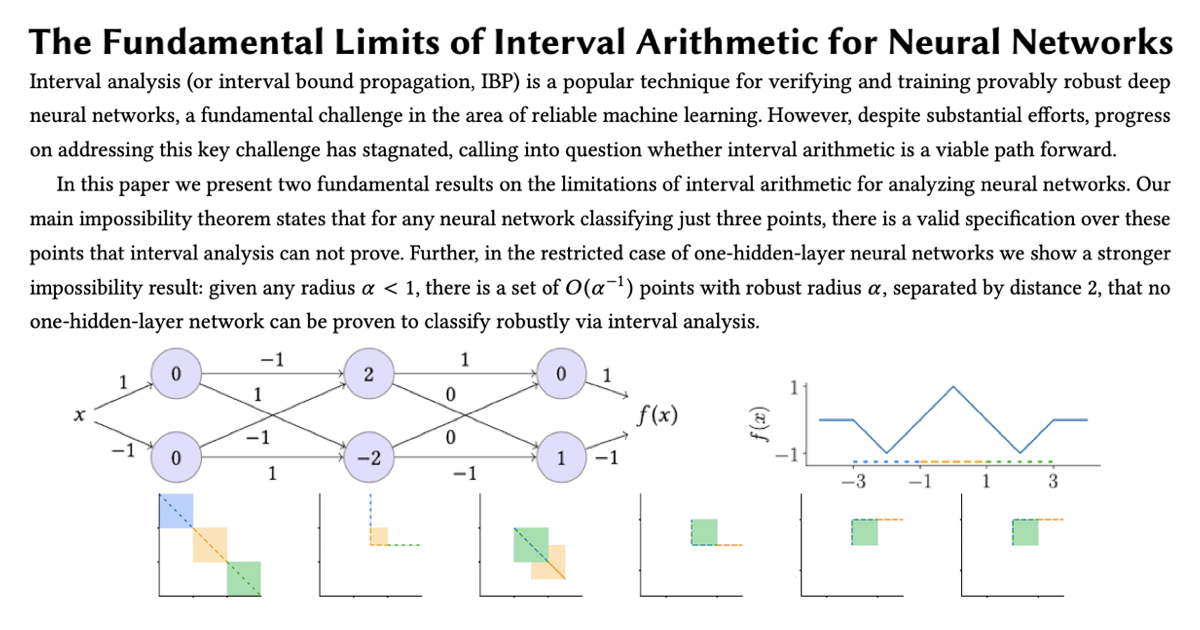 The Fundamental Limits of Interval Arithmetic for Neural Networks
Interval analysis (or interval bound propagation, IBP) is a popular technique for verifying and training provably robust deep
neural networks, a fundamental challenge in the area of reliable machine learning. However, despite substantial efforts, progress
on addressing this key challenge has stagnated, calling into question whether interval arithmetic is a viable path forward.
In this paper we present two fundamental results on the limitations of interval arithmetic for analyzing neural networks. Our
main impossibility theorem states that for any neural network classifying just three points, there is a valid specification over these
points that interval analysis can not prove. Further, in the restricted case of one-hidden-layer neural networks we show a stronger
impossibility result: given any radius α < 1, there is a set of O(α⁻¹) points with robust radius α, separated by distance 2, that no
one-hidden-layer network can be proven to classify robustly via interval analysis.
x
1
−1
0
0
−1
1
−1
1
2
−2
1
0
0
−1
0
1
1
−1
f(x)
f(x)
1
−1
−3 −1 1 3